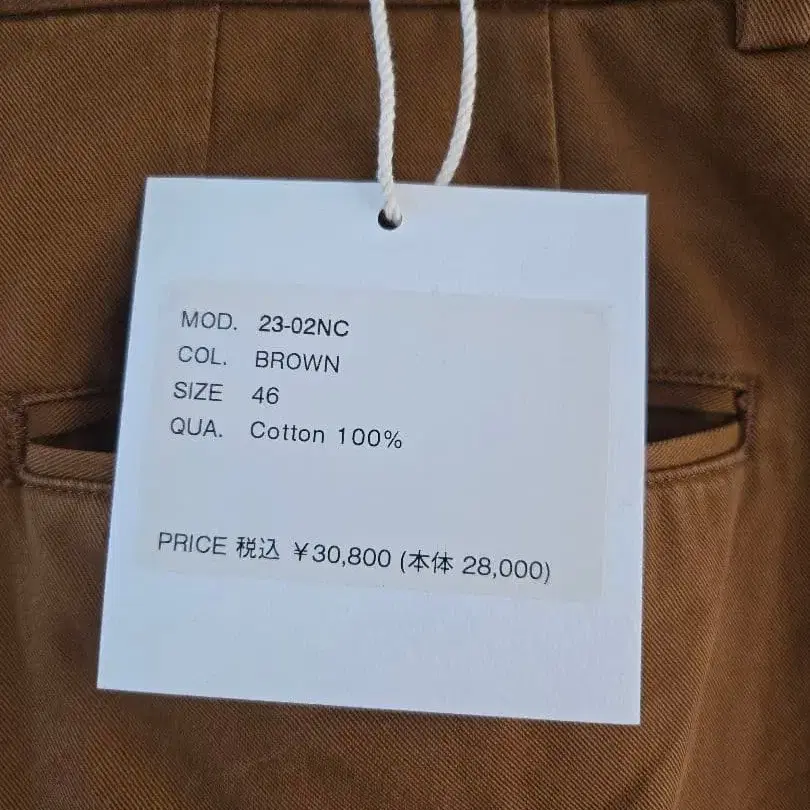 MOD. 23-02NC
COL. BROWN
SIZE 46
QUA. Cotton 100%
PRICE 税込 ¥30,800 (本体 28,000)